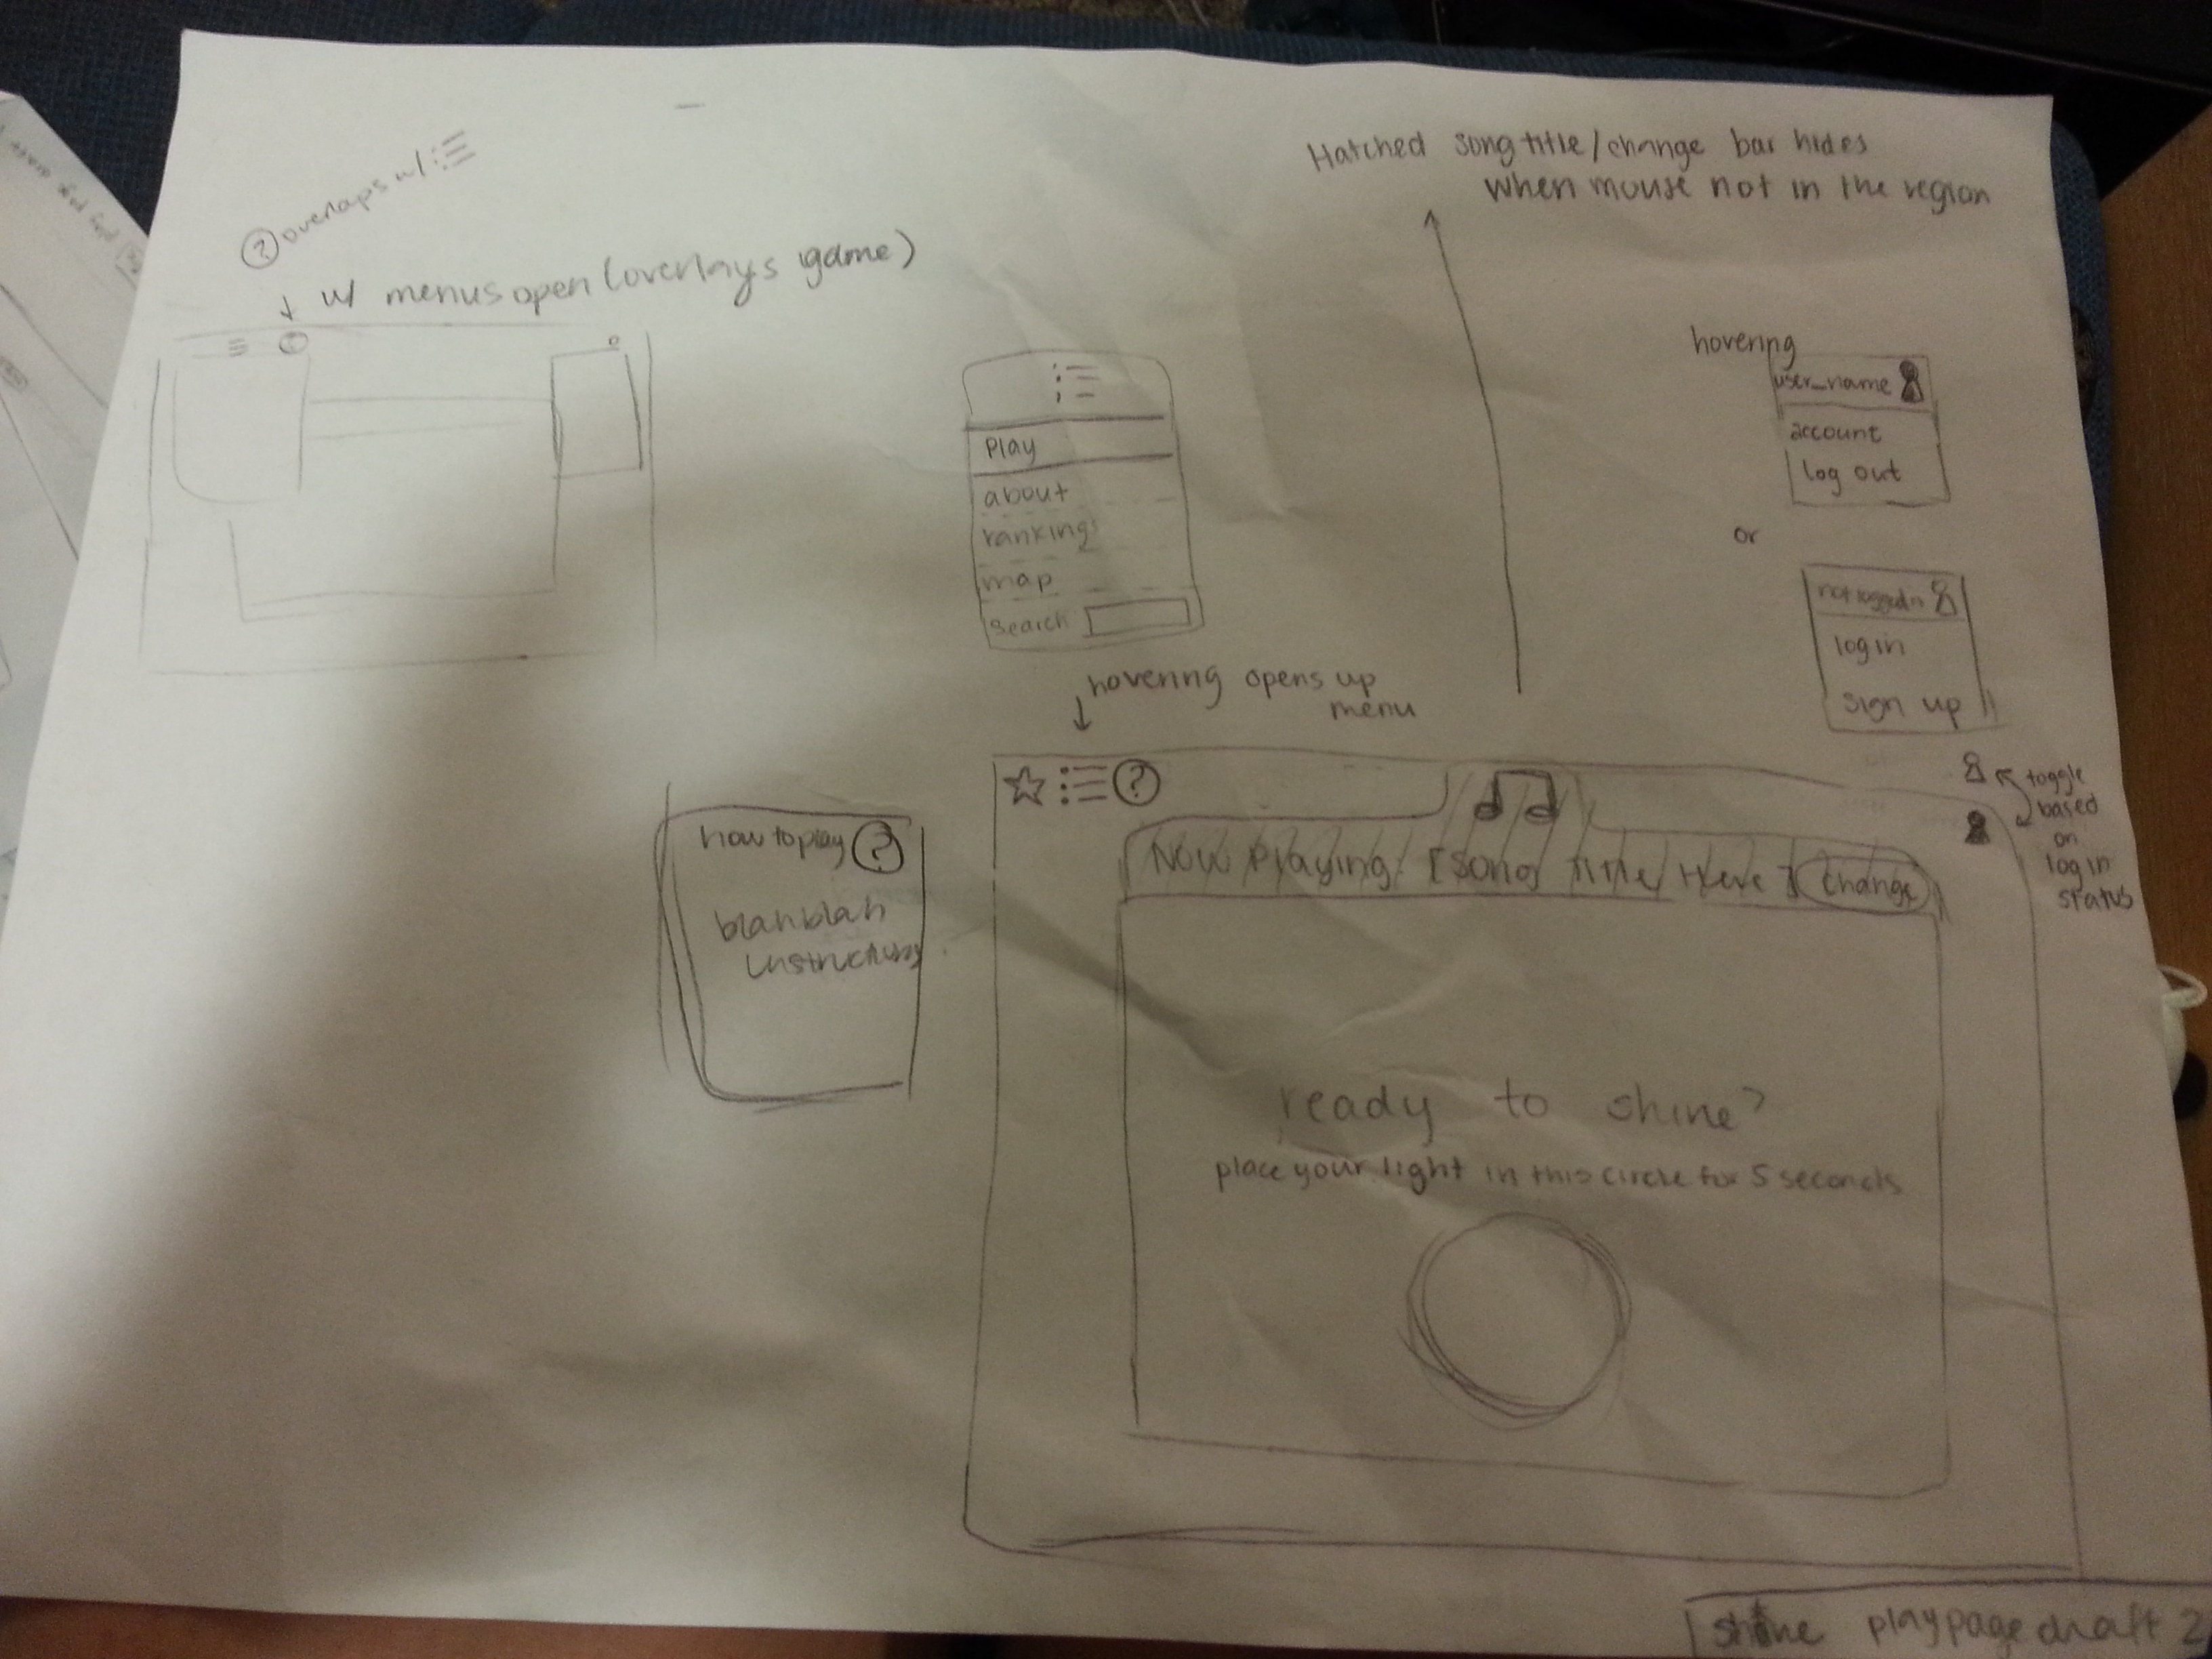 ? overlaps w/
w/ menus open (overlays game)
Hatched song title/change bar hides
when mouse not in the region
hovering
user_name
account
log out
or
not logged in
log in
sign up
play
about
rankings
map
search
hovering opens up
menu
toggle
based
on
log in
status
?
how to play ?
blah blah
instructions
Now Playing: [Song Title Here] change
ready to shine?
place your light in this circle for 5 seconds
shine playpage draft 2